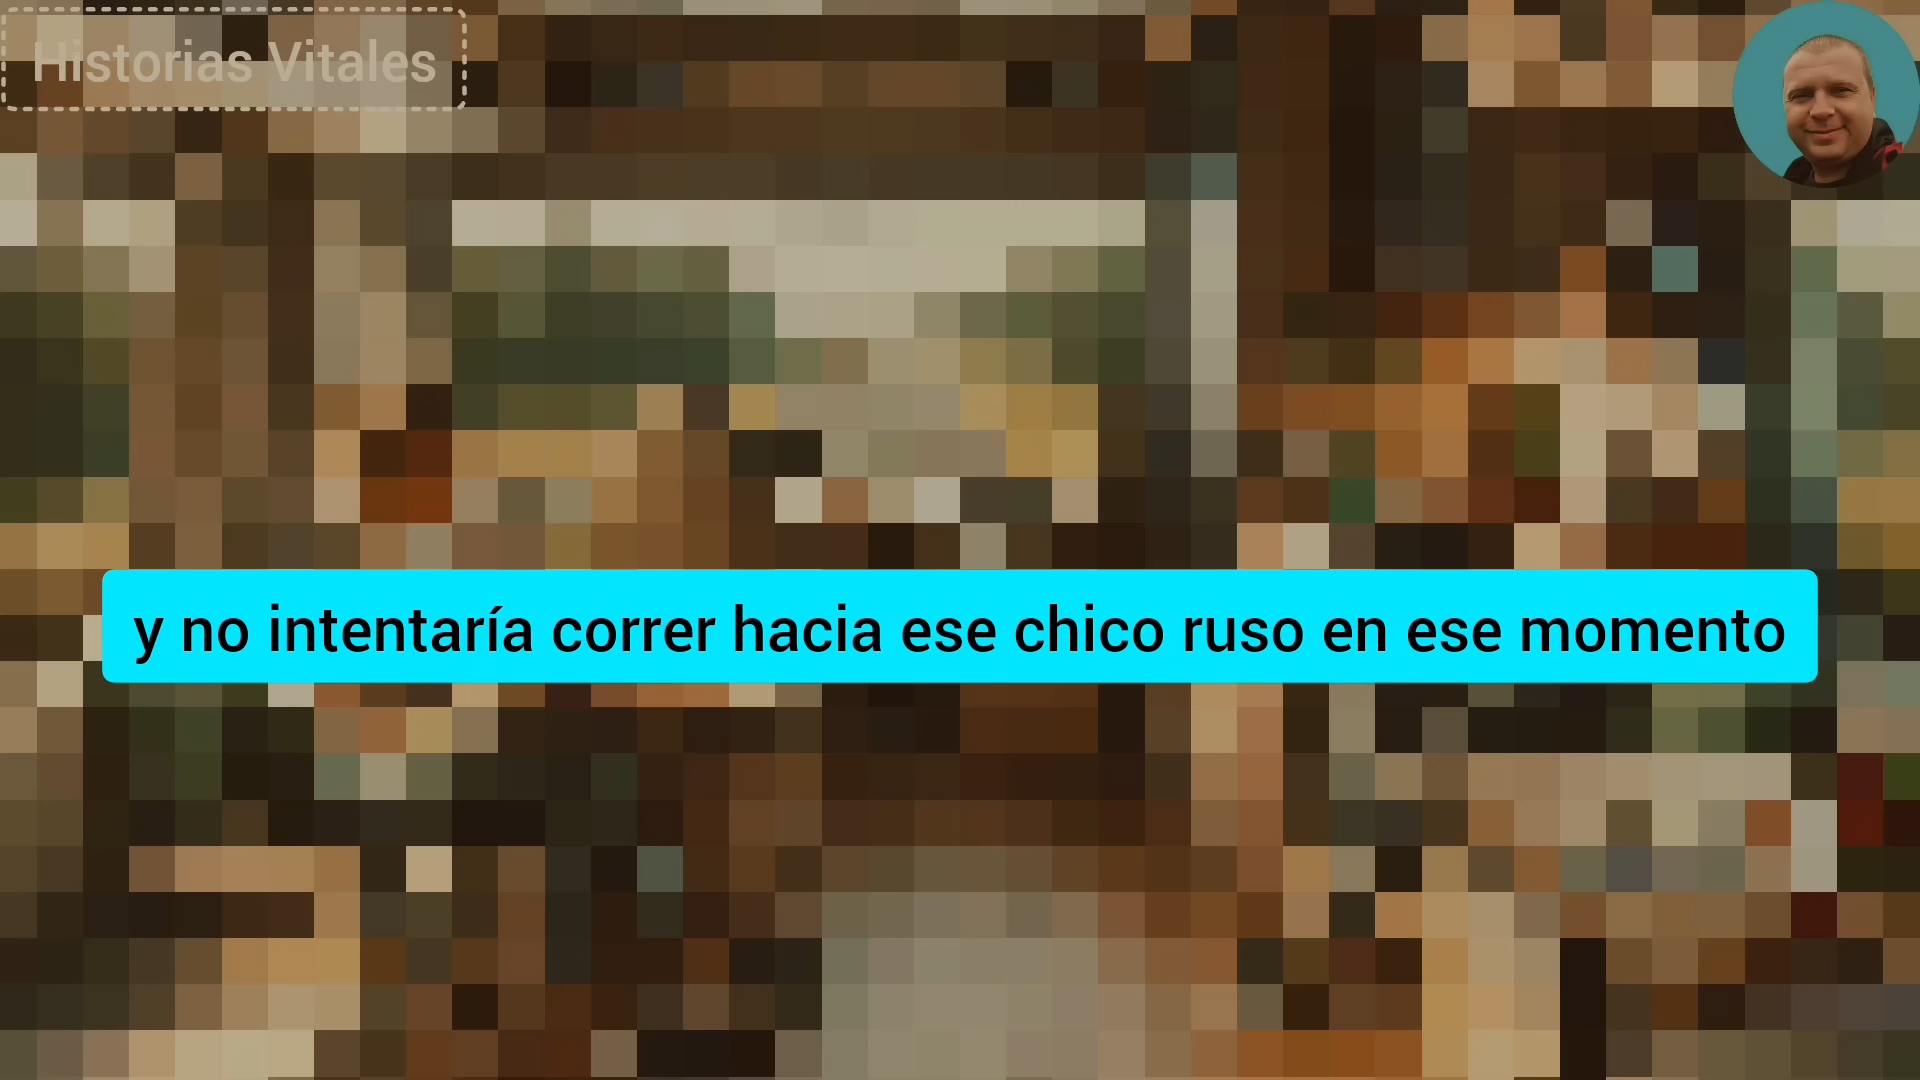 Historias Vitales
y no intentaría correr hacia ese chico ruso en ese momento